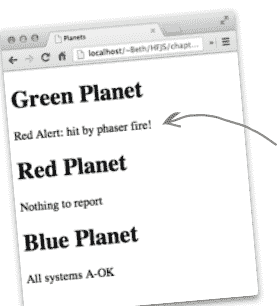 Planets
localhost/~Beth/HFJS/chapt...
Green Planet
Red Alert: hit by phaser fire!
Red Planet
Nothing to report
Blue Planet
All systems A-OK